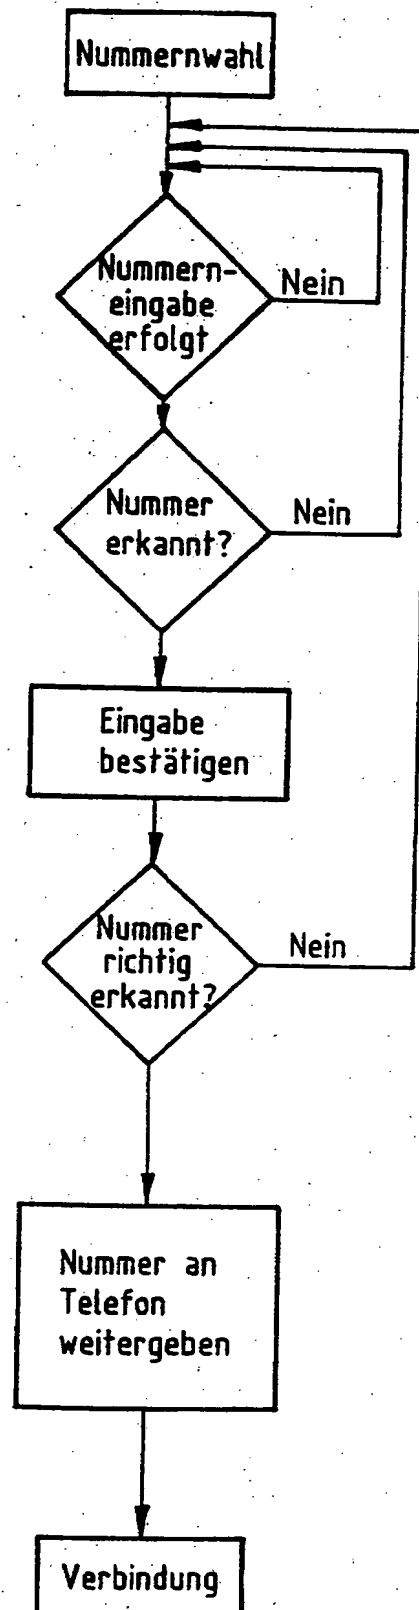 Nummernwahl
Nummern-
eingabe
erfolgt
Nein
Nummer
erkannt?
Nein
Eingabe
bestätigen
Nummer
richtig
erkannt?
Nein
Nummer an
Telefon
weitergeben
Verbindung